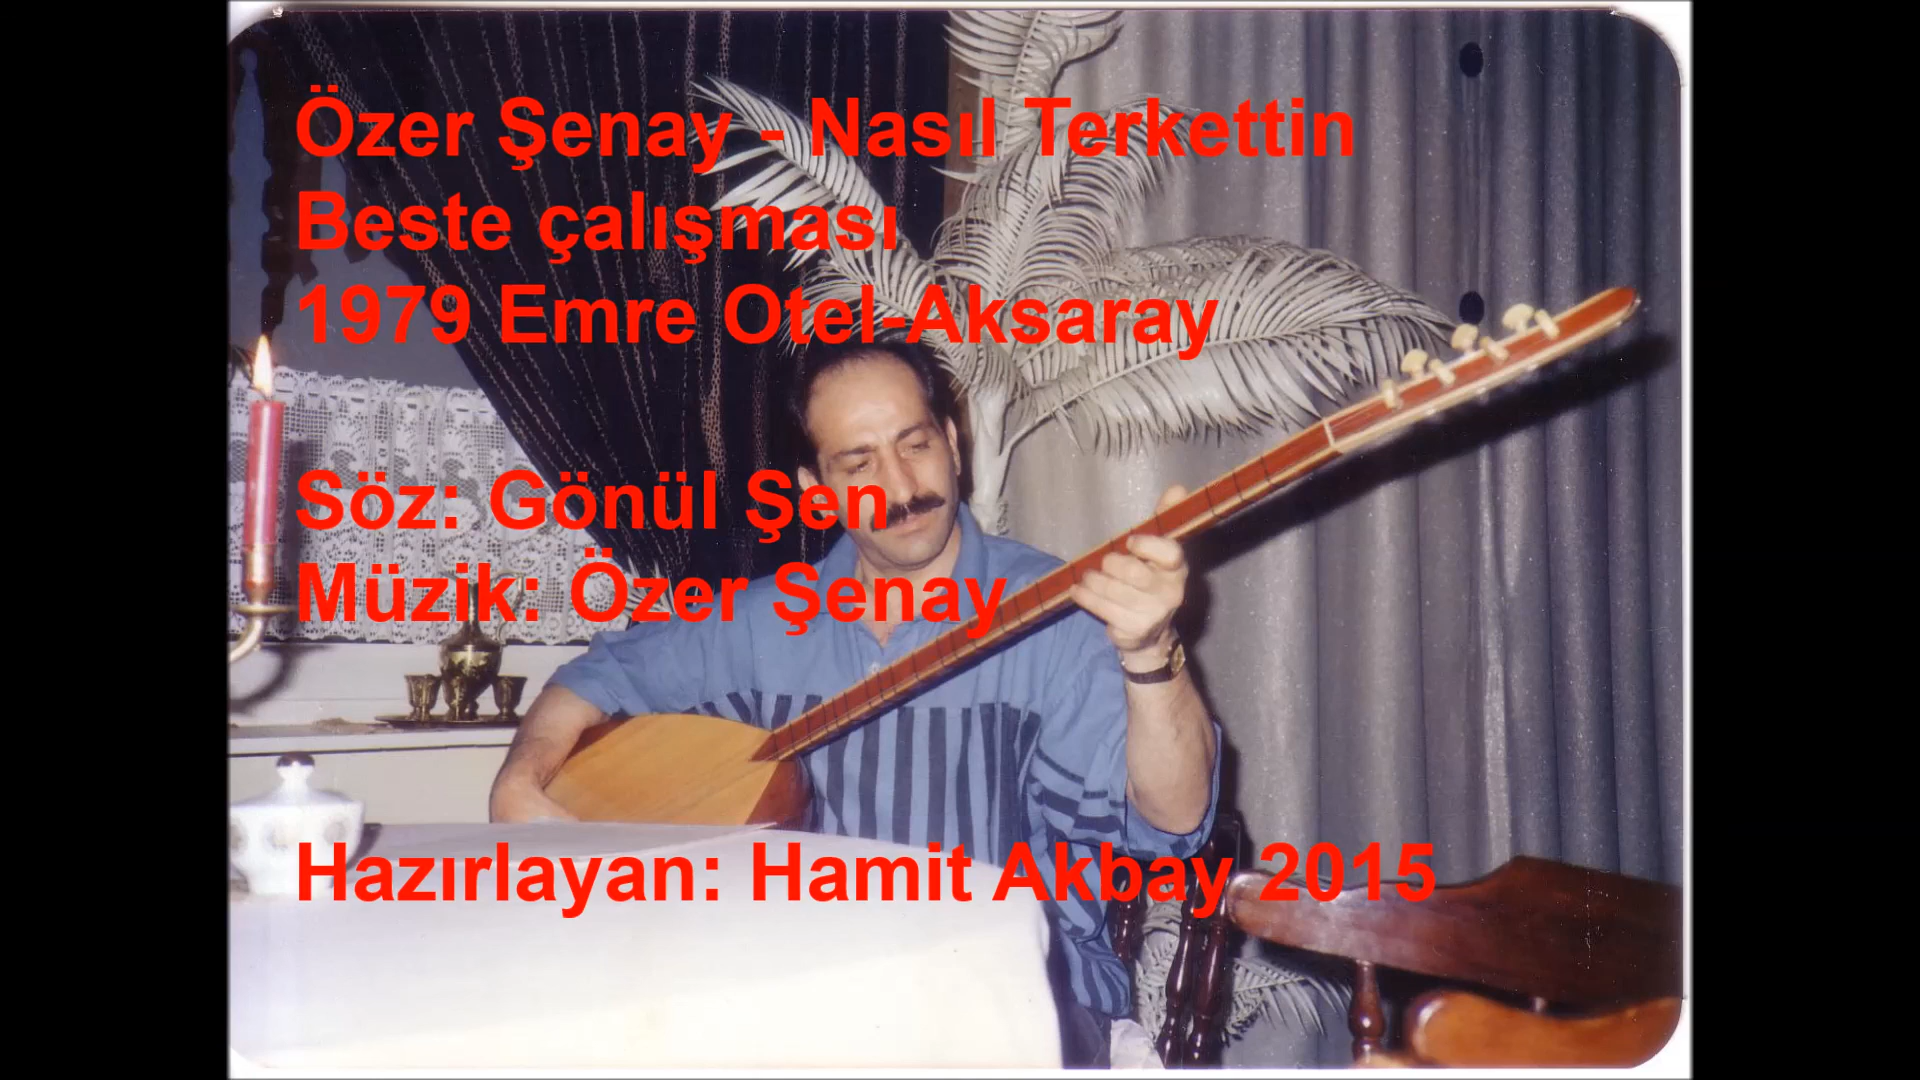 Özer Şenay - Nasıl Terkettin
Beste çalışması
1979 Emre Otel-Aksaray
Söz: Gönül Şen
Müzik: Özer Şenay
Hazırlayan: Hamit Akbay 2015